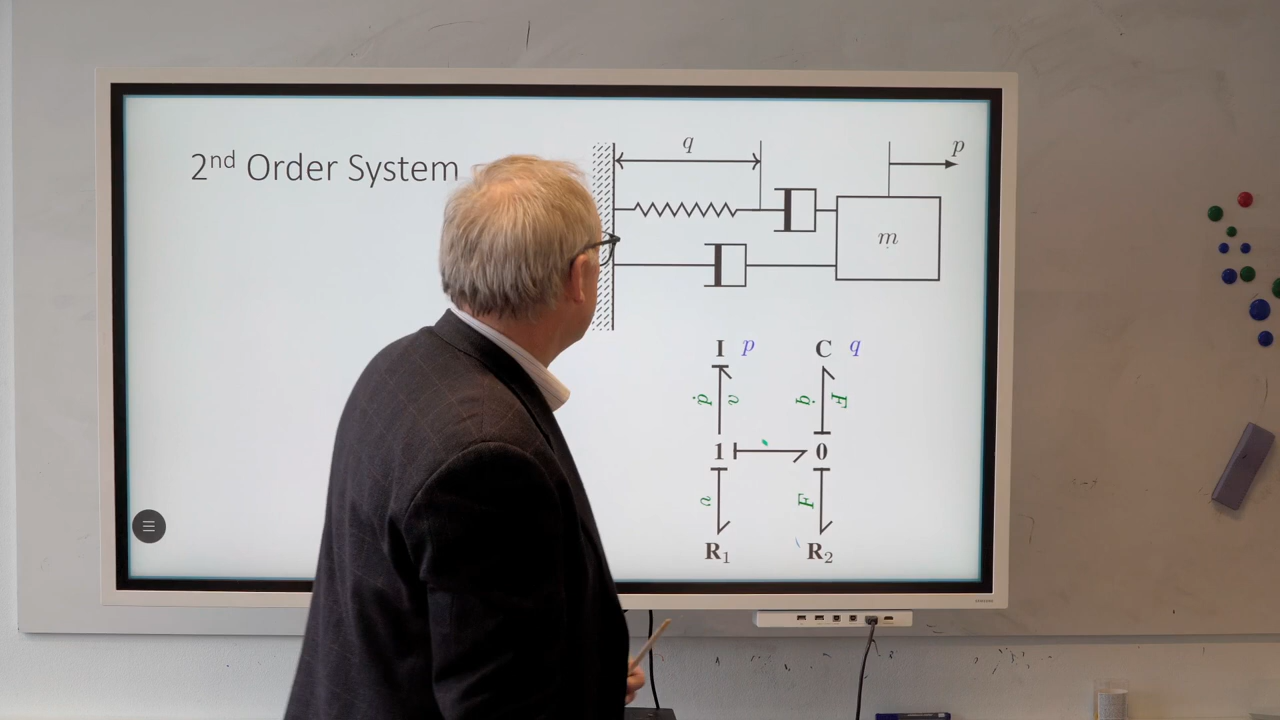 2nd Order System
q
p
m
I p
C q
ṗ v
q̇ F
1
0
v
F
R₁
R₂